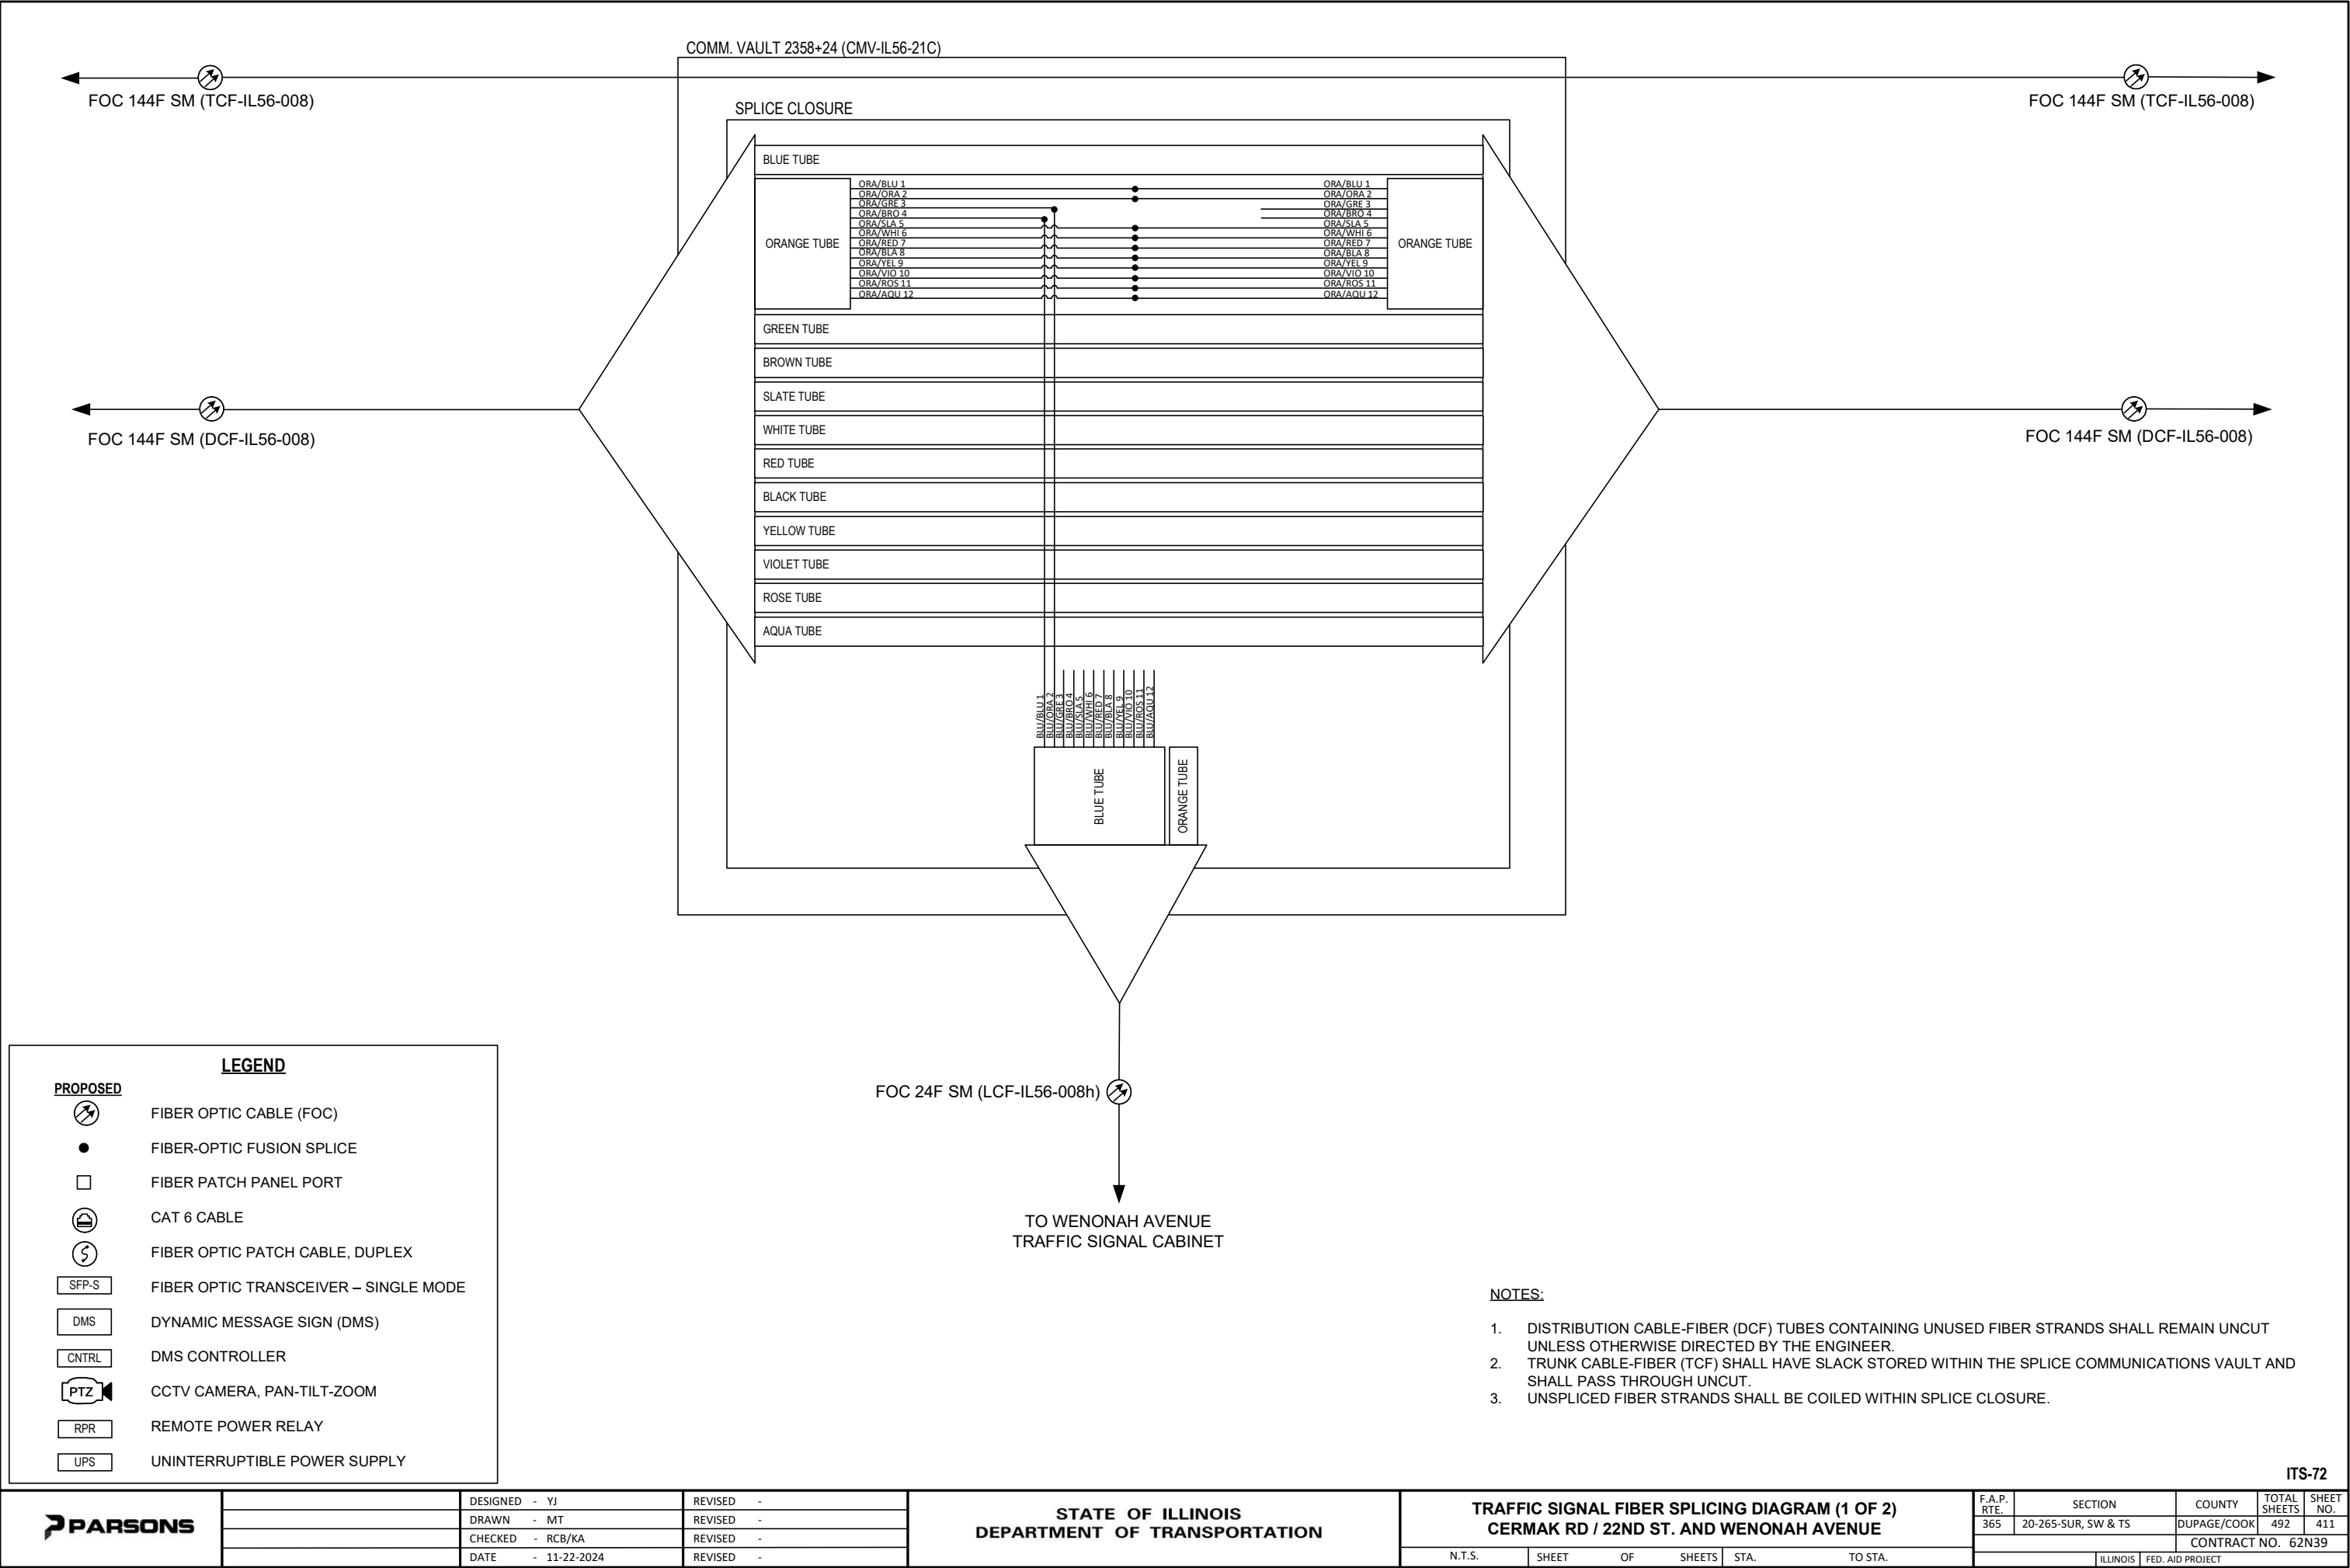 COMM. VAULT 2358+24 (CMV-IL56-21C)
FOC 144F SM (TCF-IL56-008)
FOC 144F SM (TCF-IL56-008)
SPLICE CLOSURE
BLUE TUBE
ORANGE TUBE
ORA/BLU 1
ORA/ORA 2
ORA/GRE 3
ORA/BRO 4
ORA/SLA 5
ORA/WHI 6
ORA/RED 7
ORA/BLA 8
ORA/YEL 9
ORA/VIO 10
ORA/ROS 11
ORA/AQU 12
ORA/BLU 1
ORA/ORA 2
ORA/GRE 3
ORA/BRO 4
ORA/SLA 5
ORA/WHI 6
ORA/RED 7
ORA/BLA 8
ORA/YEL 9
ORA/VIO 10
ORA/ROS 11
ORA/AQU 12
ORANGE TUBE
GREEN TUBE
BROWN TUBE
SLATE TUBE
WHITE TUBE
RED TUBE
BLACK TUBE
YELLOW TUBE
VIOLET TUBE
ROSE TUBE
AQUA TUBE
FOC 144F SM (DCF-IL56-008)
FOC 144F SM (DCF-IL56-008)
BLU/BLU 1
BLU/ORA 2
BLU/GRE 3
BLU/BRO 4
BLU/SLA 5
BLU/WHI 6
BLU/RED 7
BLU/BLA 8
BLU/YEL 9
BLU/VIO 10
BLU/ROS 11
BLU/AQU 12
BLUE TUBE
ORANGE TUBE
FOC 24F SM (LCF-IL56-008h)
TO WENONAH AVENUE
TRAFFIC SIGNAL CABINET
LEGEND
PROPOSED
FIBER OPTIC CABLE (FOC)
FIBER-OPTIC FUSION SPLICE
FIBER PATCH PANEL PORT
CAT 6 CABLE
FIBER OPTIC PATCH CABLE, DUPLEX
SFP-S FIBER OPTIC TRANSCEIVER – SINGLE MODE
DMS DYNAMIC MESSAGE SIGN (DMS)
CNTRL DMS CONTROLLER
PTZ CCTV CAMERA, PAN-TILT-ZOOM
RPR REMOTE POWER RELAY
UPS UNINTERRUPTIBLE POWER SUPPLY
NOTES:
1. DISTRIBUTION CABLE-FIBER (DCF) TUBES CONTAINING UNUSED FIBER STRANDS SHALL REMAIN UNCUT
UNLESS OTHERWISE DIRECTED BY THE ENGINEER.
2. TRUNK CABLE-FIBER (TCF) SHALL HAVE SLACK STORED WITHIN THE SPLICE COMMUNICATIONS VAULT AND
SHALL PASS THROUGH UNCUT.
3. UNSPLICED FIBER STRANDS SHALL BE COILED WITHIN SPLICE CLOSURE.
ITS-72
PARSONS
DESIGNED - YJ
DRAWN - MT
CHECKED - RCB/KA
DATE - 11-22-2024
REVISED -
REVISED -
REVISED -
REVISED -
STATE OF ILLINOIS
DEPARTMENT OF TRANSPORTATION
TRAFFIC SIGNAL FIBER SPLICING DIAGRAM (1 OF 2)
CERMAK RD / 22ND ST. AND WENONAH AVENUE
N.T.S. SHEET OF SHEETS STA. TO STA.
F.A.P. RTE.
SECTION
COUNTY
TOTAL SHEETS
SHEET NO.
365
20-265-SUR, SW & TS
DUPAGE/COOK
492
411
CONTRACT NO. 62N39
ILLINOIS FED. AID PROJECT